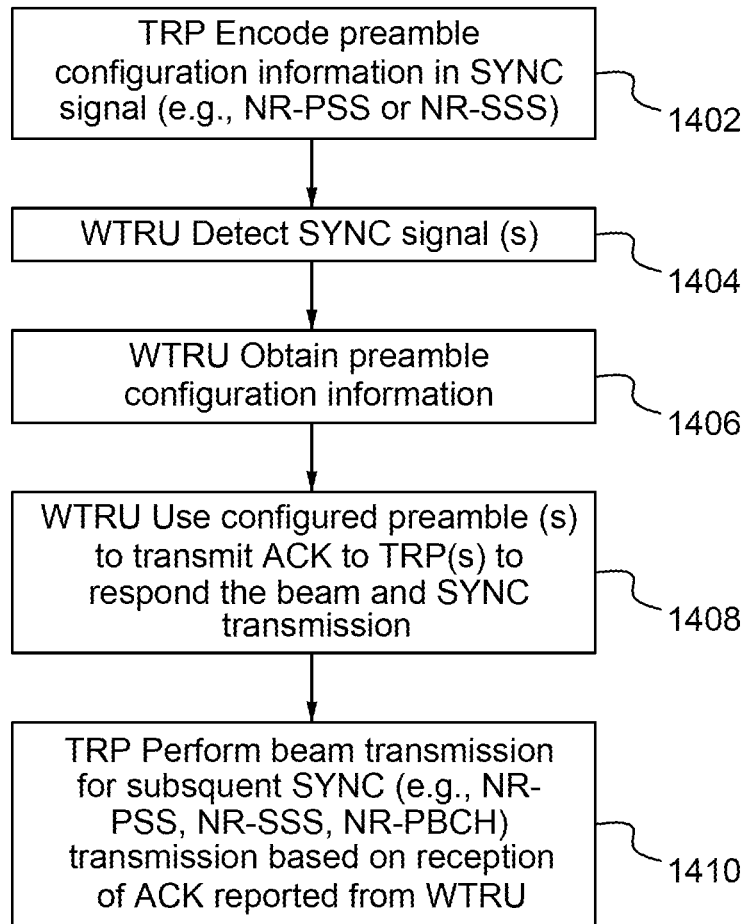 TRP Encode preamble
configuration information in SYNC
signal (e.g., NR-PSS or NR-SSS)
1402
WTRU Detect SYNC signal (s)
1404
WTRU Obtain preamble
configuration information
1406
WTRU Use configured preamble (s)
to transmit ACK to TRP(s) to
respond the beam and SYNC
transmission
1408
TRP Perform beam transmission
for subsquent SYNC (e.g., NR-
PSS, NR-SSS, NR-PBCH)
transmission based on reception
of ACK reported from WTRU
1410